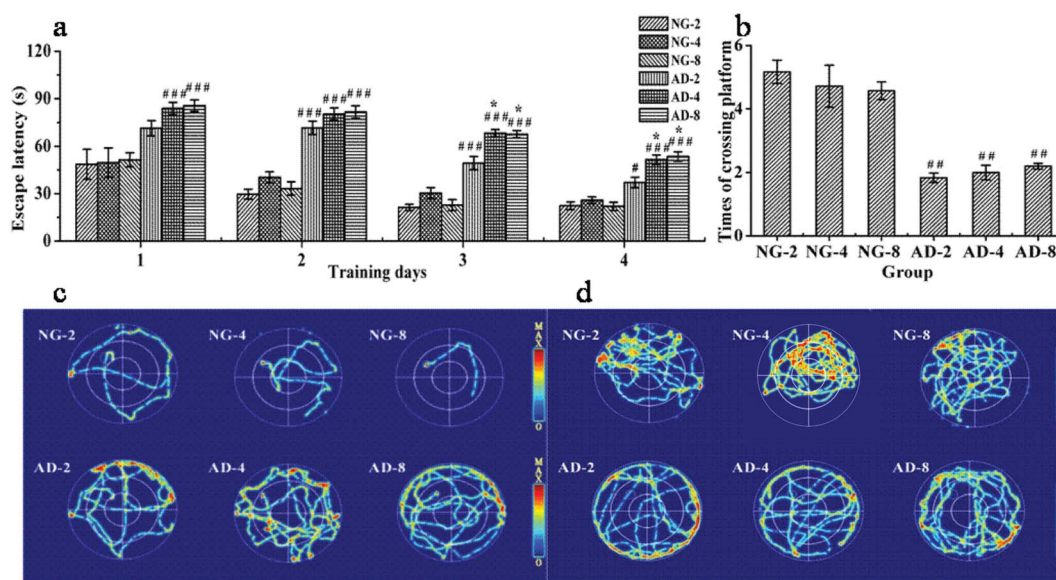 a
Escape latency (s)
120
90
60
30
0
NG-2
NG-4
NG-8
AD-2
AD-4
AD-8
### ###
### ### ###
### * ### * ###
# * ### * ###
1 2 3 4
Training days
b
Times of crossing platform
6
4
2
0
## ## ##
NG-2 NG-4 NG-8 AD-2 AD-4 AD-8
Group
c
NG-2 NG-4 NG-8
MAX
0
AD-2 AD-4 AD-8
MAX
0
d
NG-2 NG-4 NG-8
AD-2 AD-4 AD-8